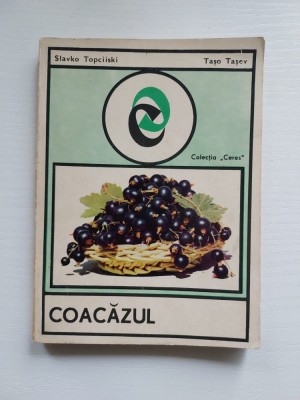 Slavko Topciiski Tașo Tașev
Colecția „Ceres"
COACĂZUL